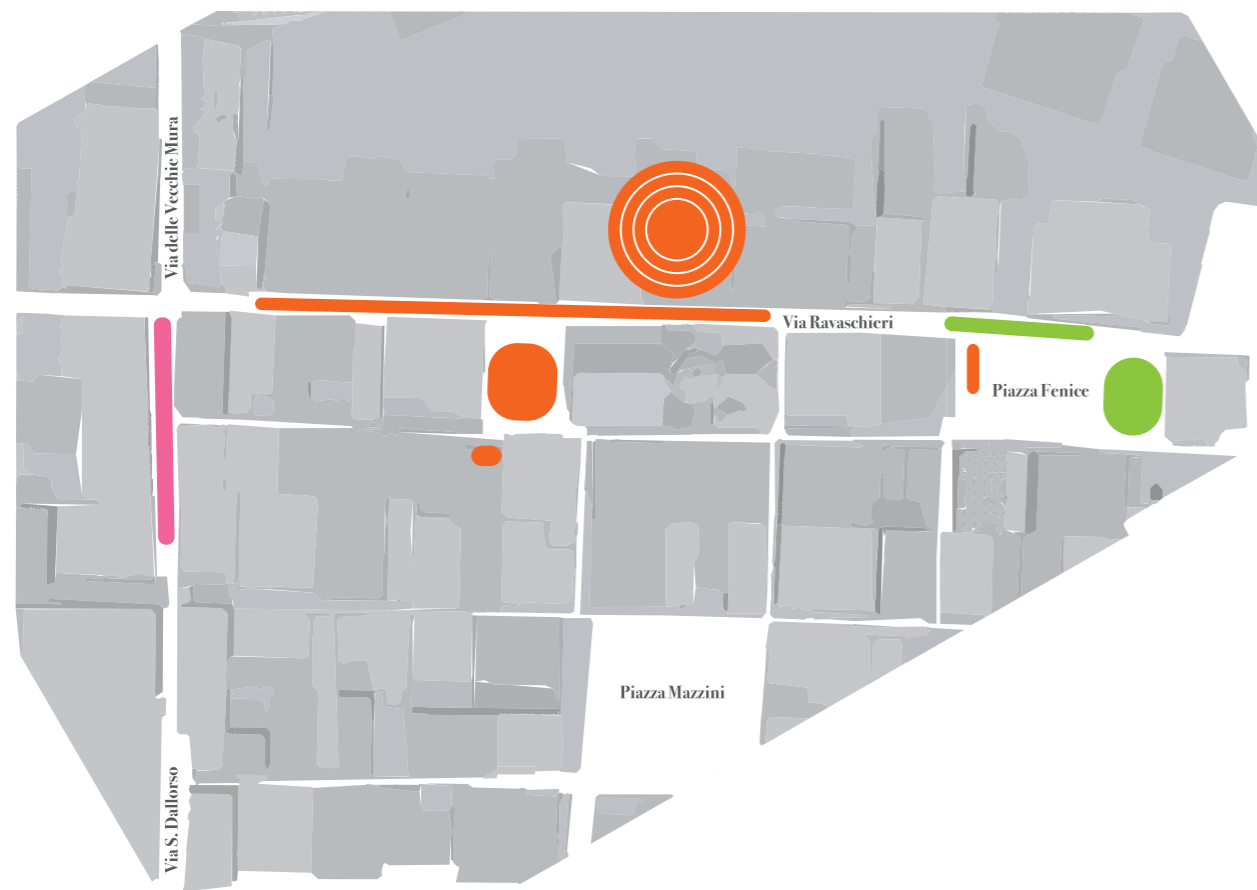 Via delle Vecchie Mura
Via Ravaschieri
Piazza Fenice
Piazza Mazzini
Via S. Dallorso